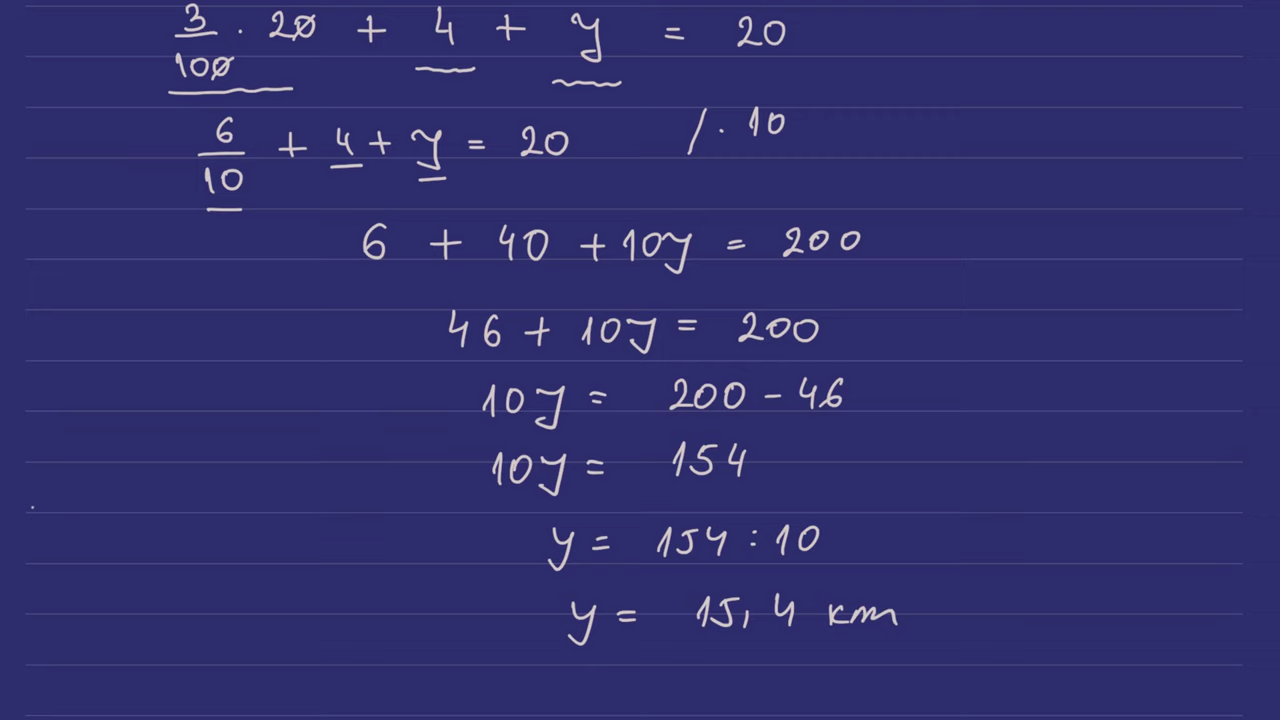 3/100 · 20 + 4 + y = 20
6/10 + 4 + y = 20 / · 10
6 + 40 + 10y = 200
46 + 10y = 200
10y = 200 - 46
10y = 154
y = 154 : 10
y = 15,4 km